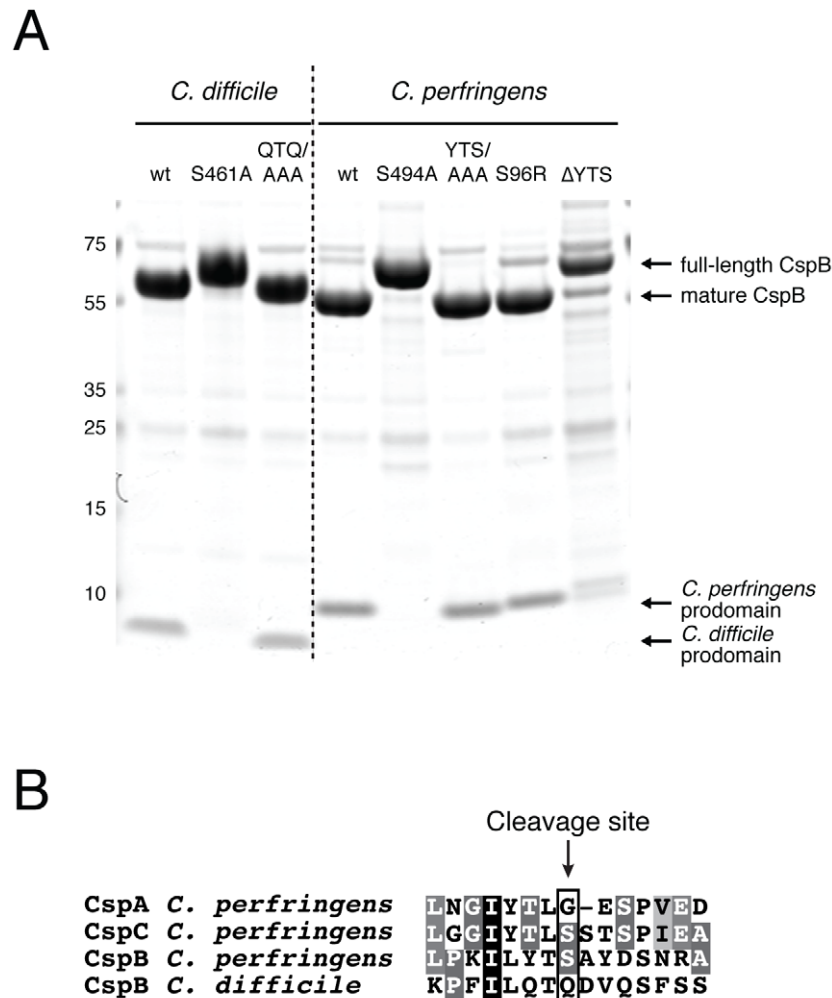 A
C. difficile C. perfringens
QTQ/ YTS/
wt S461A AAA wt S494A AAA S96R ΔYTS
75
full-length CspB
55
mature CspB
35
25
15
10
C. perfringens
prodomain
C. difficile
prodomain
B
Cleavage site
CspA C. perfringens LNGIYTLG-ESPVED
CspC C. perfringens LGGIYTLSSTSPIEA
CspB C. perfringens LPKILYTSAYDSNRA
CspB C. difficile KPFILQTQDVQSFSS